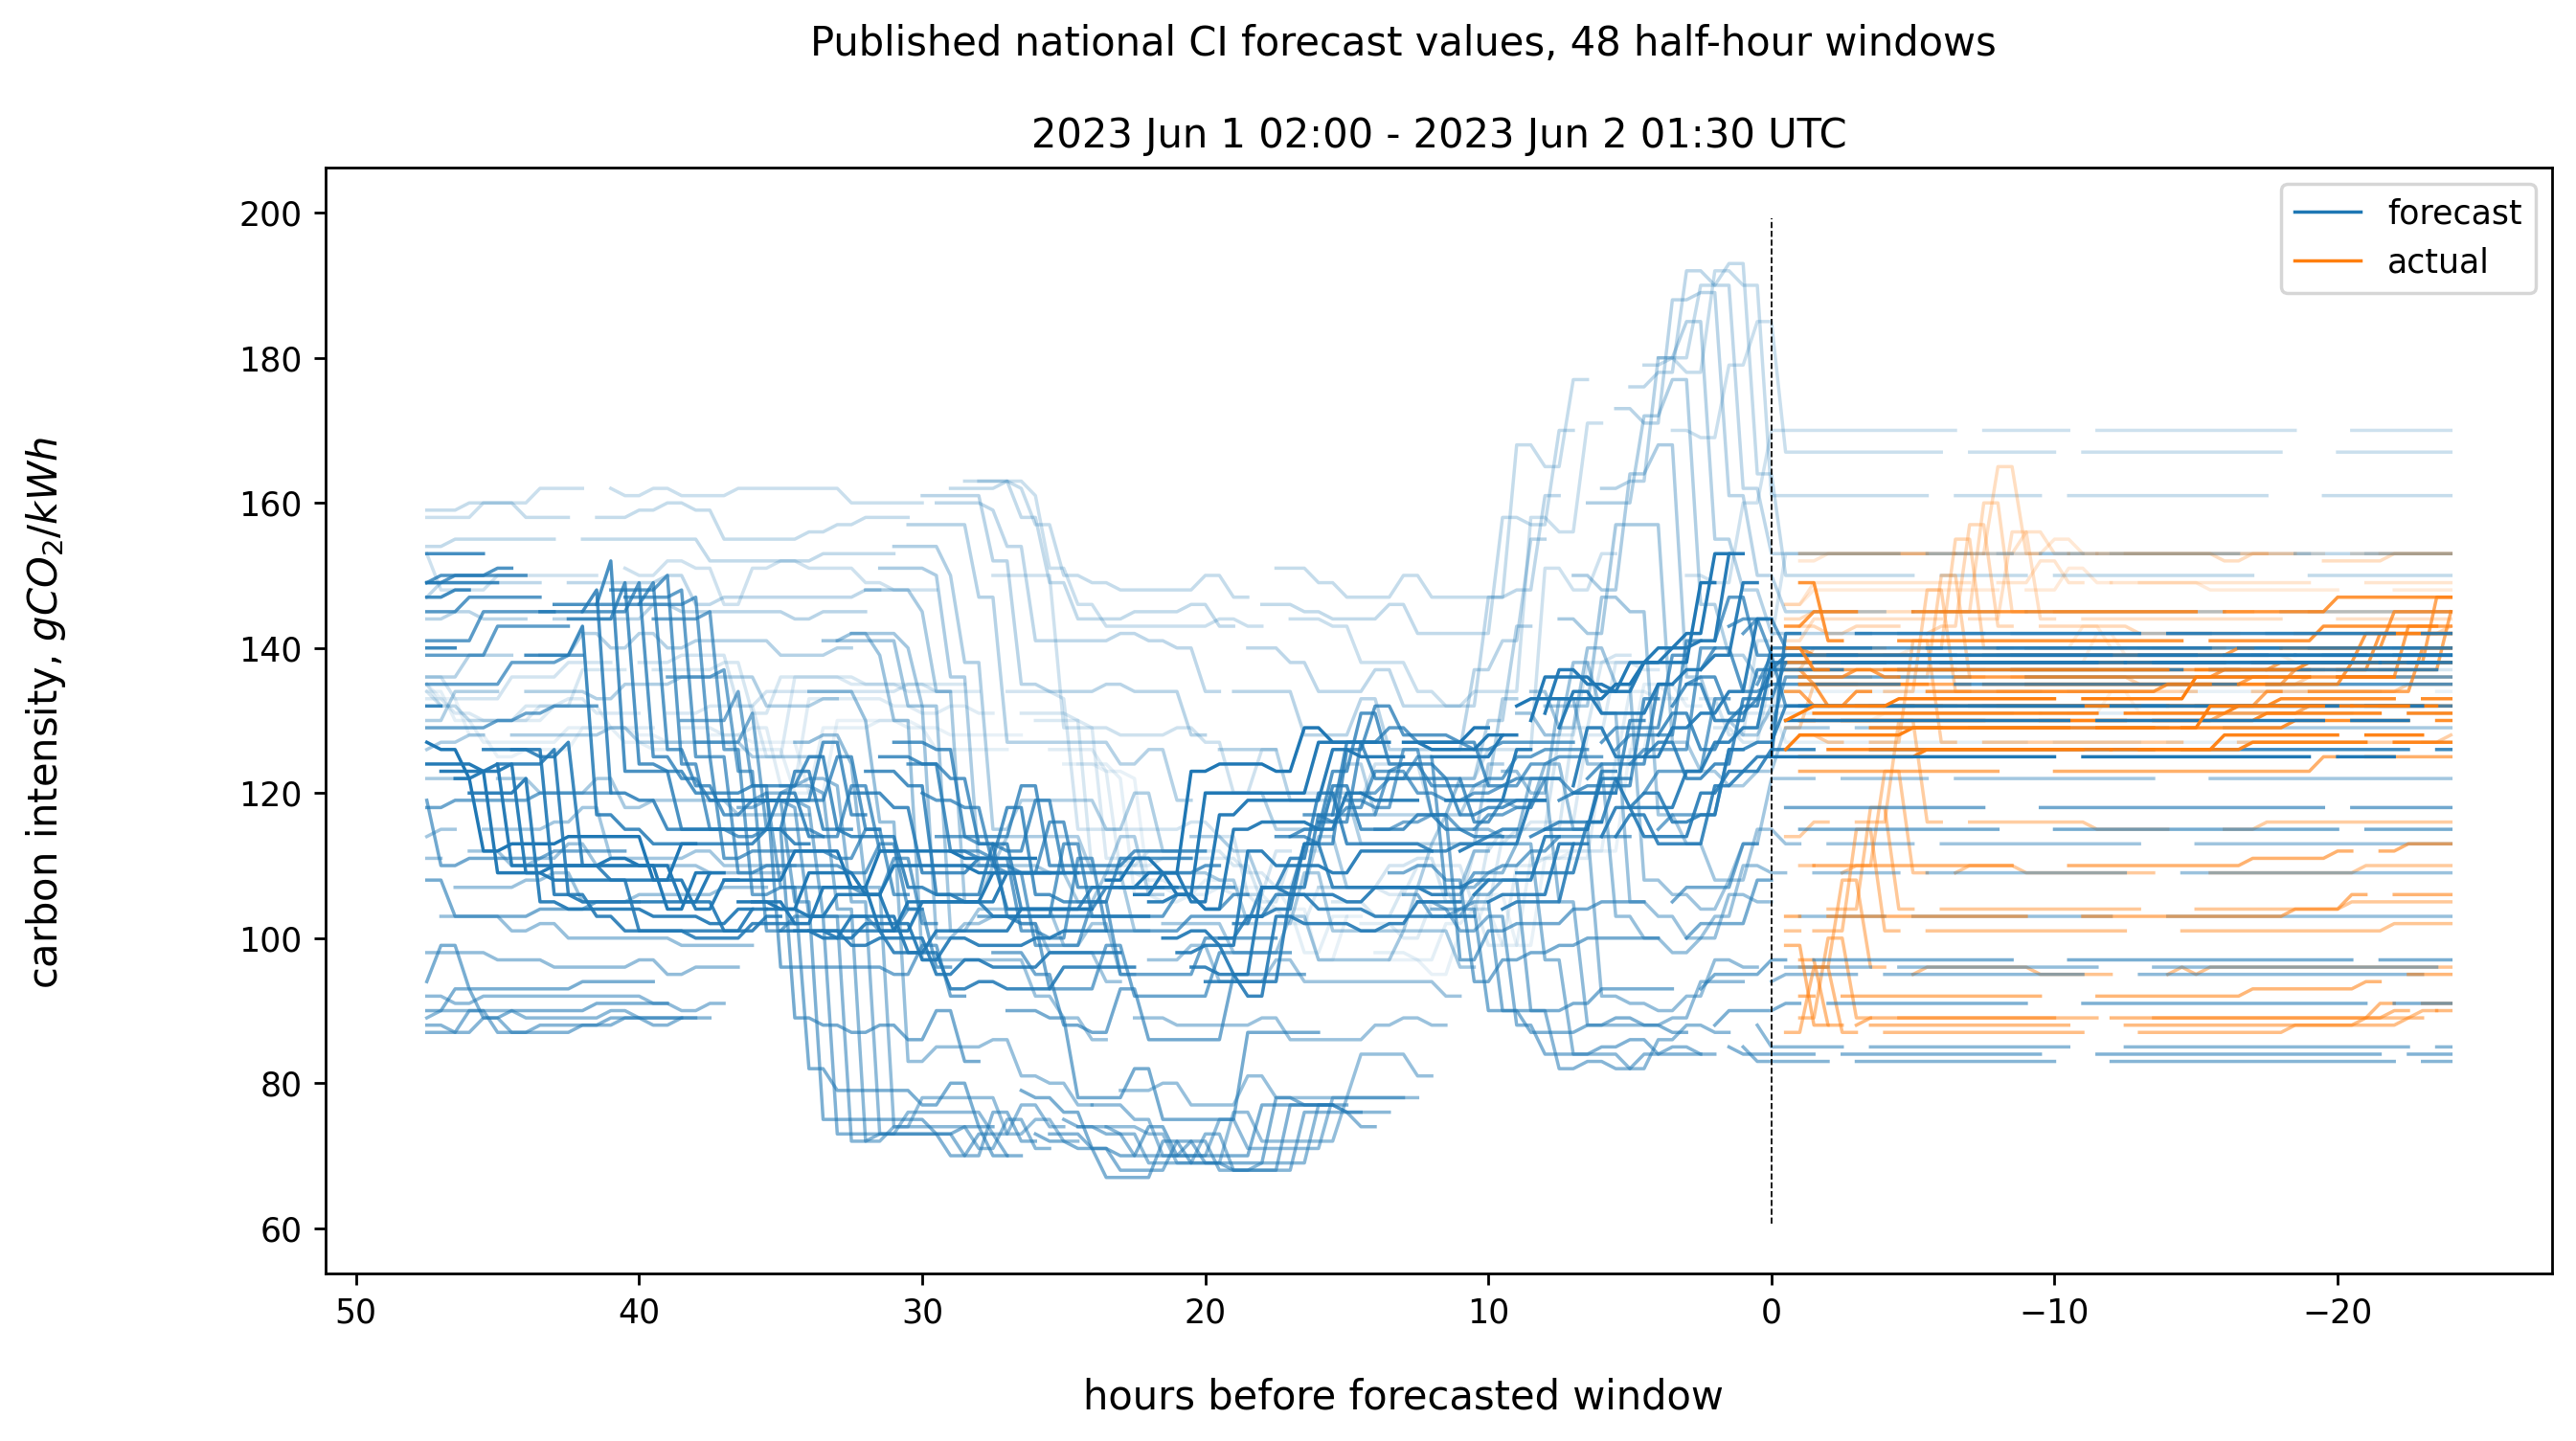 Published national CI forecast values, 48 half-hour windows
2023 Jun 1 02:00 - 2023 Jun 2 01:30 UTC
forecast
actual
200
180
160
140
120
100
80
60
carbon intensity, gCO₂/kWh
50 40 30 20 10 0 −10 −20
hours before forecasted window